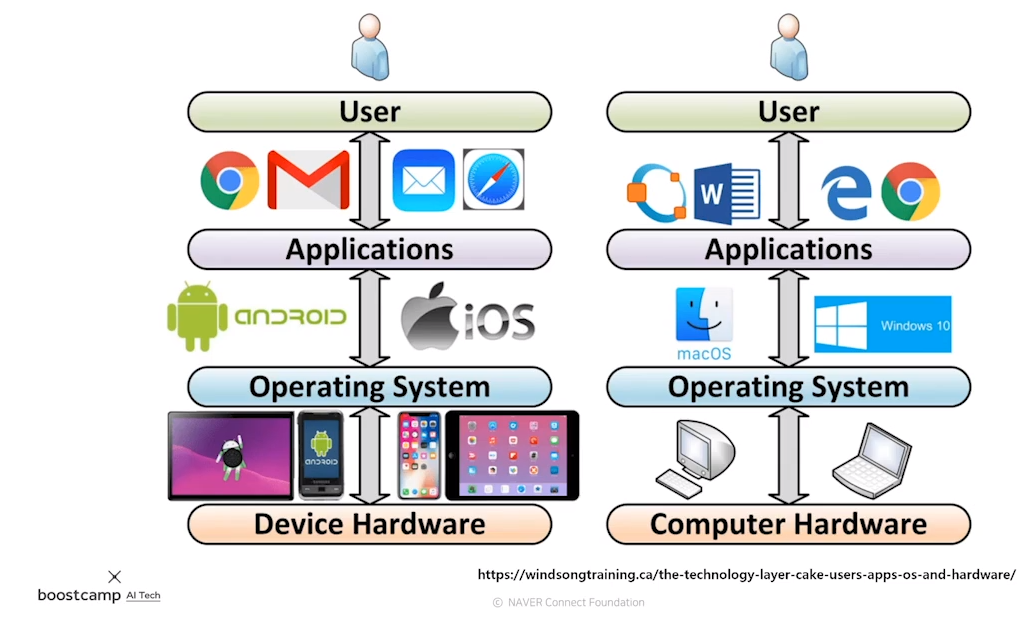 User
User
W
Applications
Applications
android
iOS
macOS
Windows 10
Operating System
Operating System
android
Device Hardware
Computer Hardware
https://windsongtraining.ca/the-technology-layer-cake-users-apps-os-and-hardware/
boostcamp AI Tech
© NAVER Connect Foundation